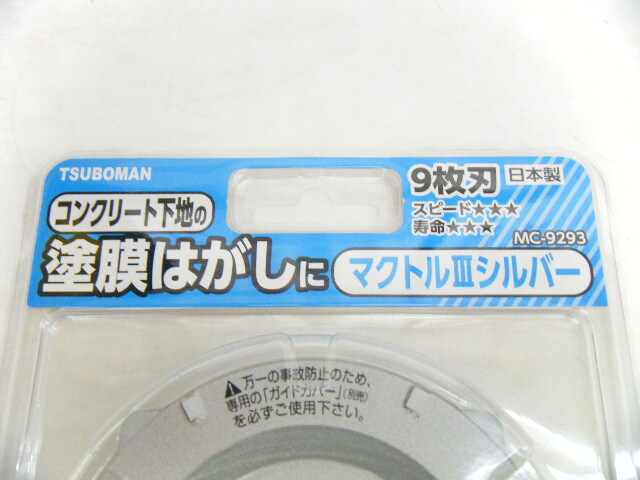 TSUBOMAN
コンクリート下地の
塗膜はがしに
9枚刃 日本製
スピード★★★
寿命★★★
MC-9293
マクトルⅢシルバー
⚠万一の事故防止のため、
専用の「ガイドカバー」(別売)
を必ずご使用下さい。